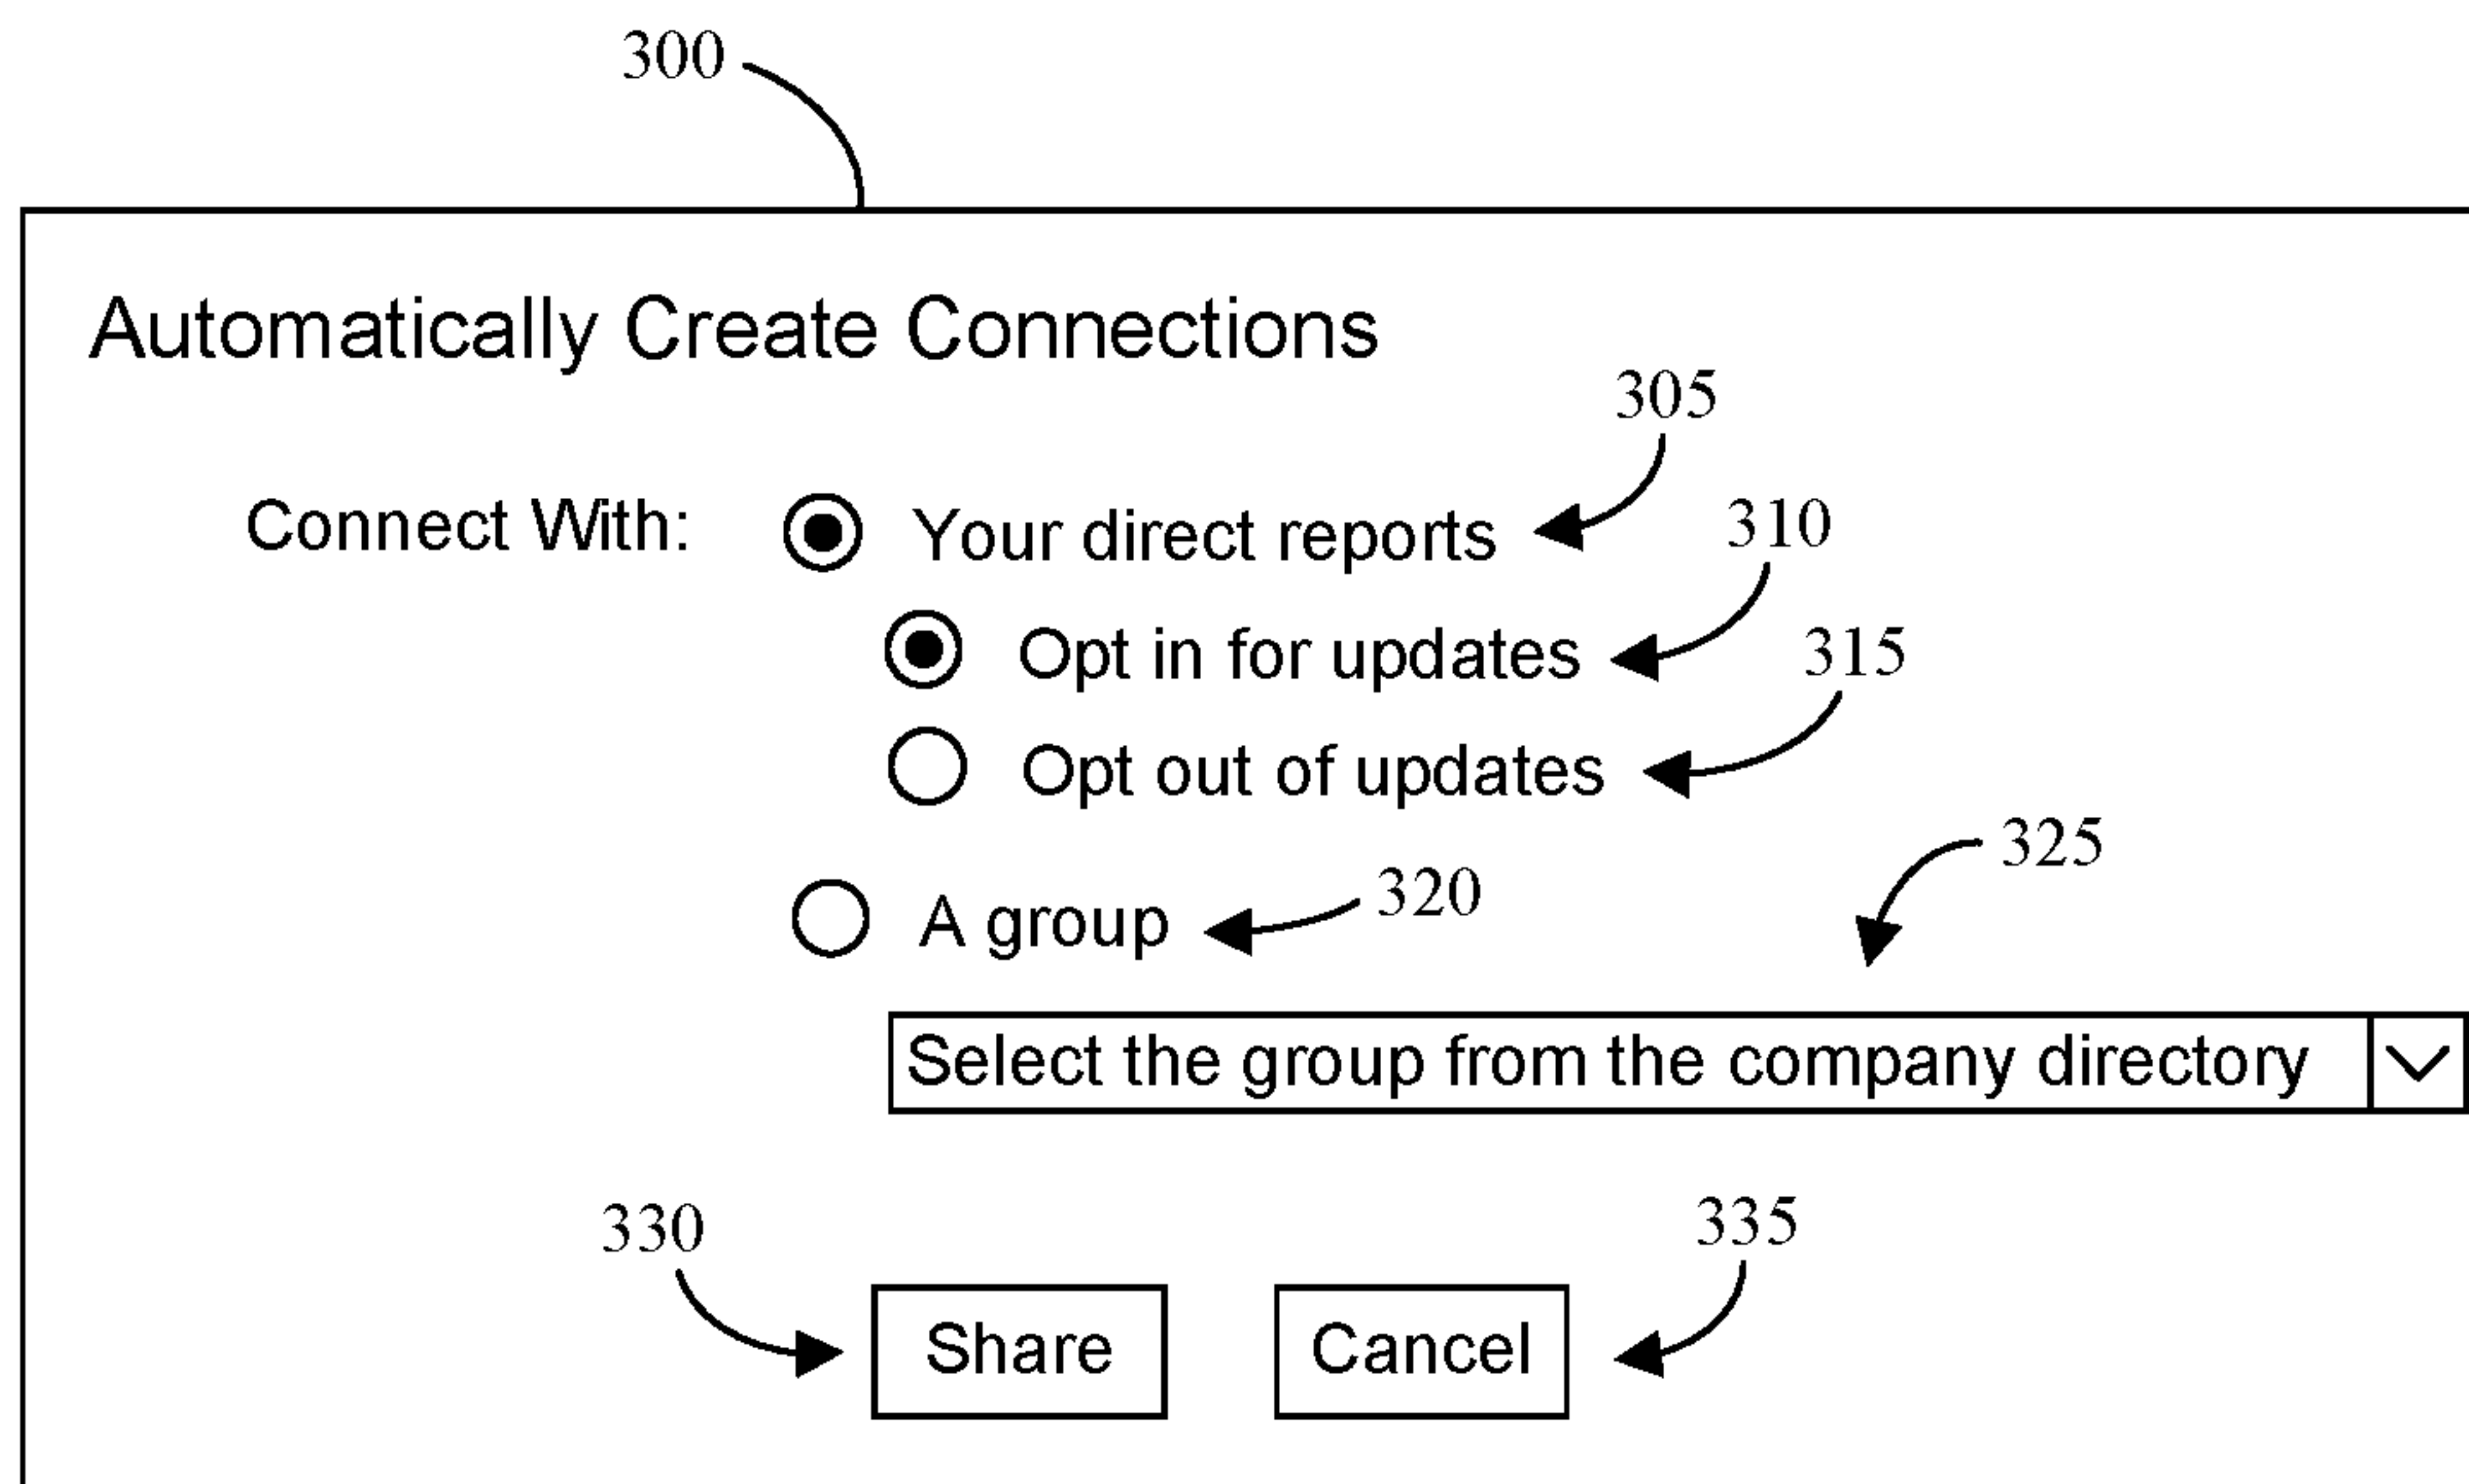 300
Automatically Create Connections
305
Connect With: Your direct reports
310
Opt in for updates
315
Opt out of updates
325
A group 320
Select the group from the company directory
330 335
Share Cancel